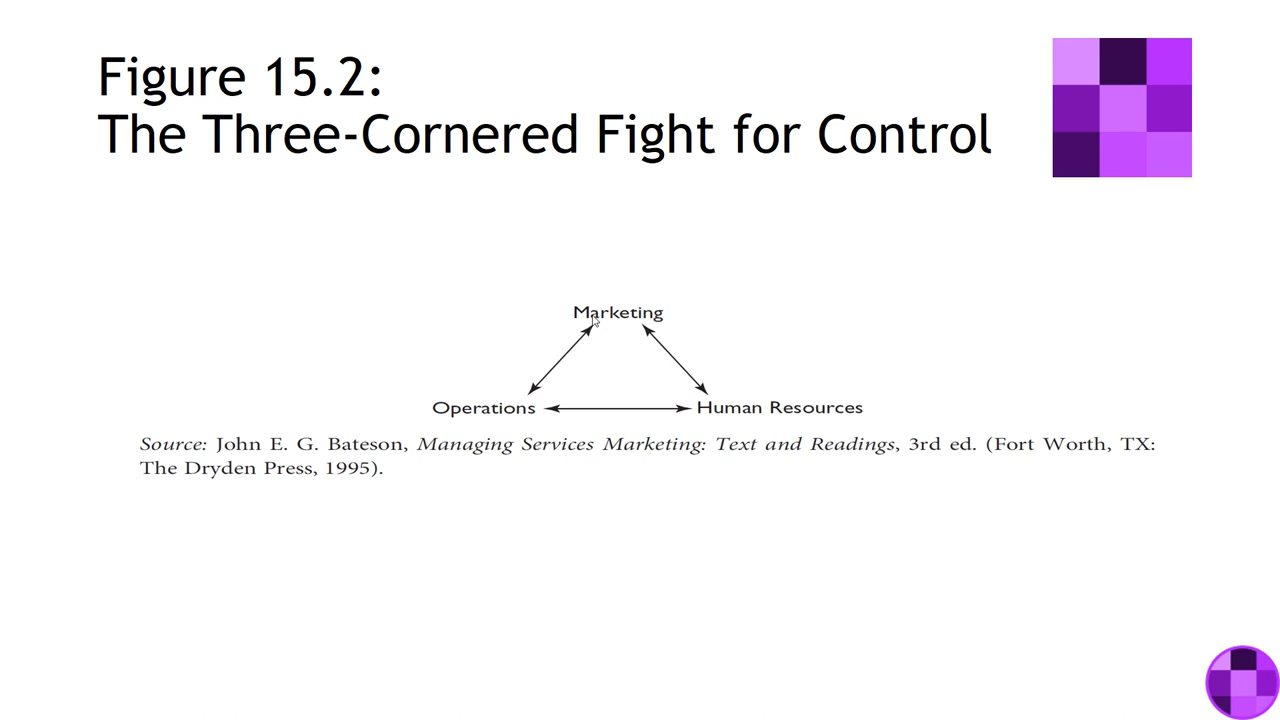 Figure 15.2:
The Three-Cornered Fight for Control
Marketing
Operations
Human Resources
Source: John E. G. Bateson, Managing Services Marketing: Text and Readings, 3rd ed. (Fort Worth, TX:
The Dryden Press, 1995).